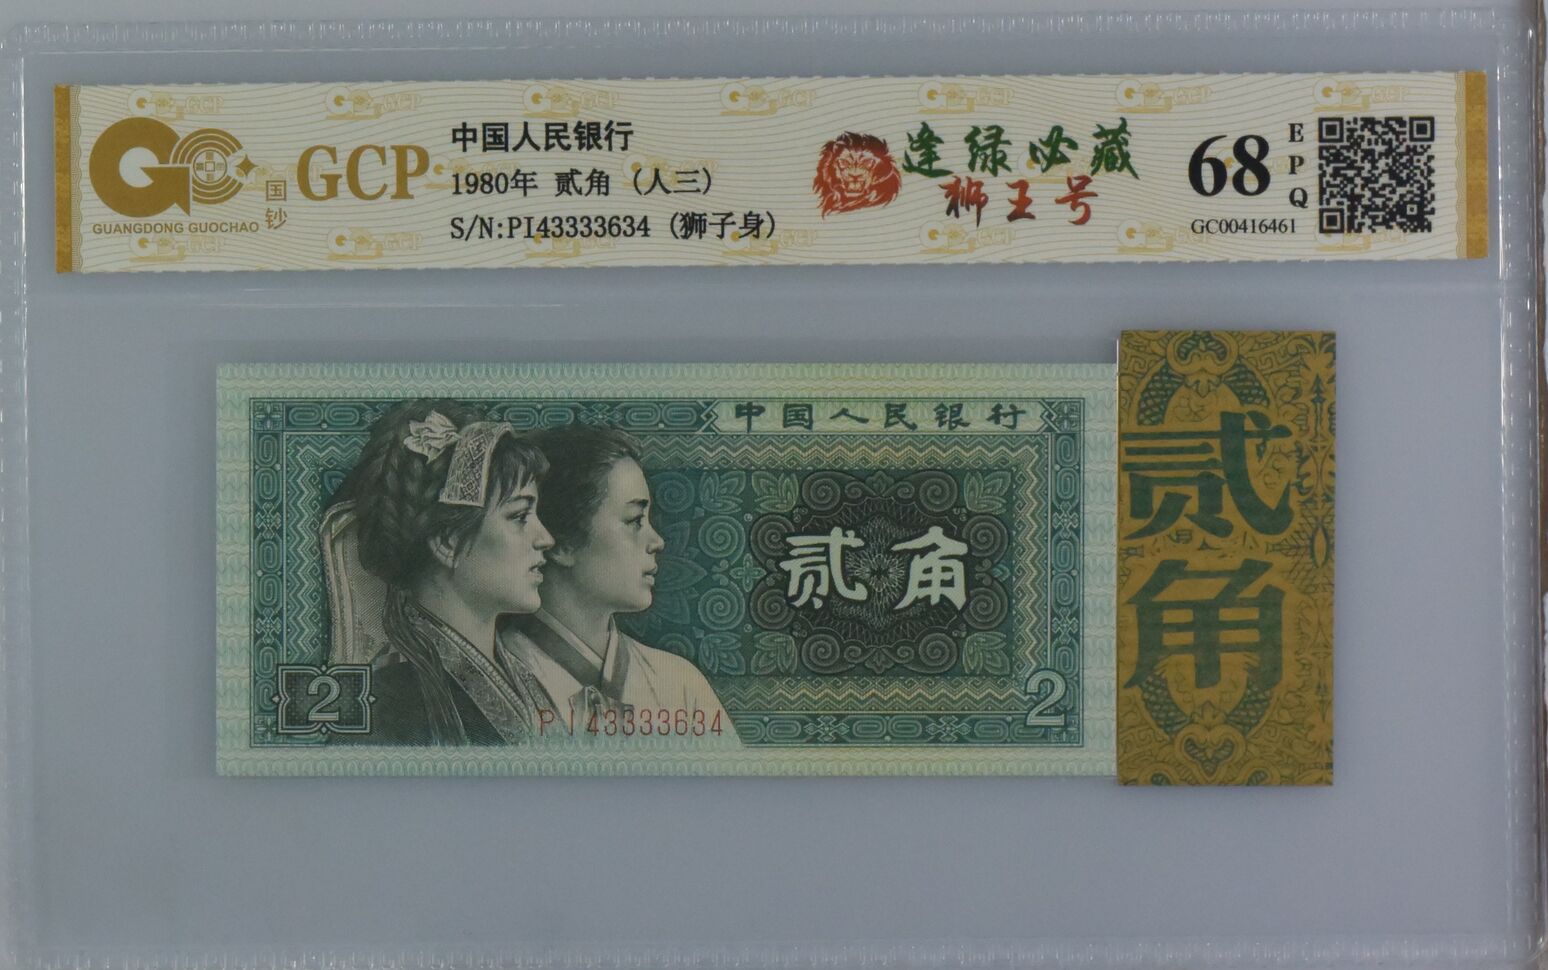 GUANGDONG GUOCHAO
国钞
GCP
中国人民银行
1980年 贰角 (人三)
S/N:PI43333634 (狮子身)
逢绿必藏
狮王号
68
EPQ
GC00416461
中国人民银行
贰角
2
2
PI43333634
贰角